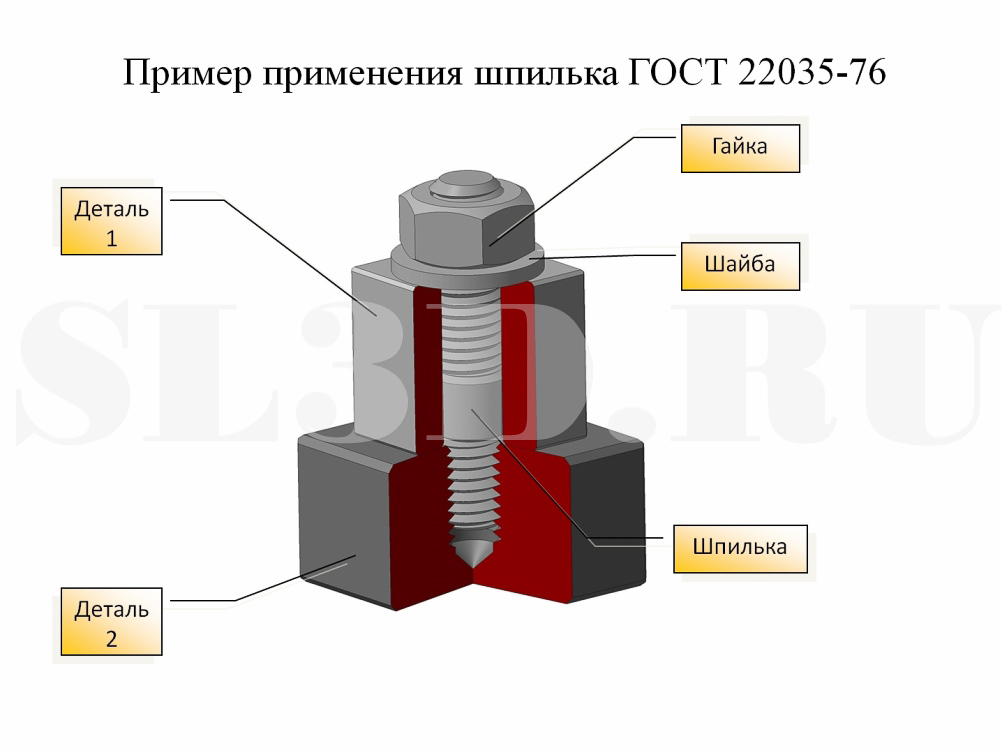 Пример применения шпилька ГОСТ 22035-76
Гайка
Деталь
1
Шайба
SL3D.RU
Шпилька
Деталь
2